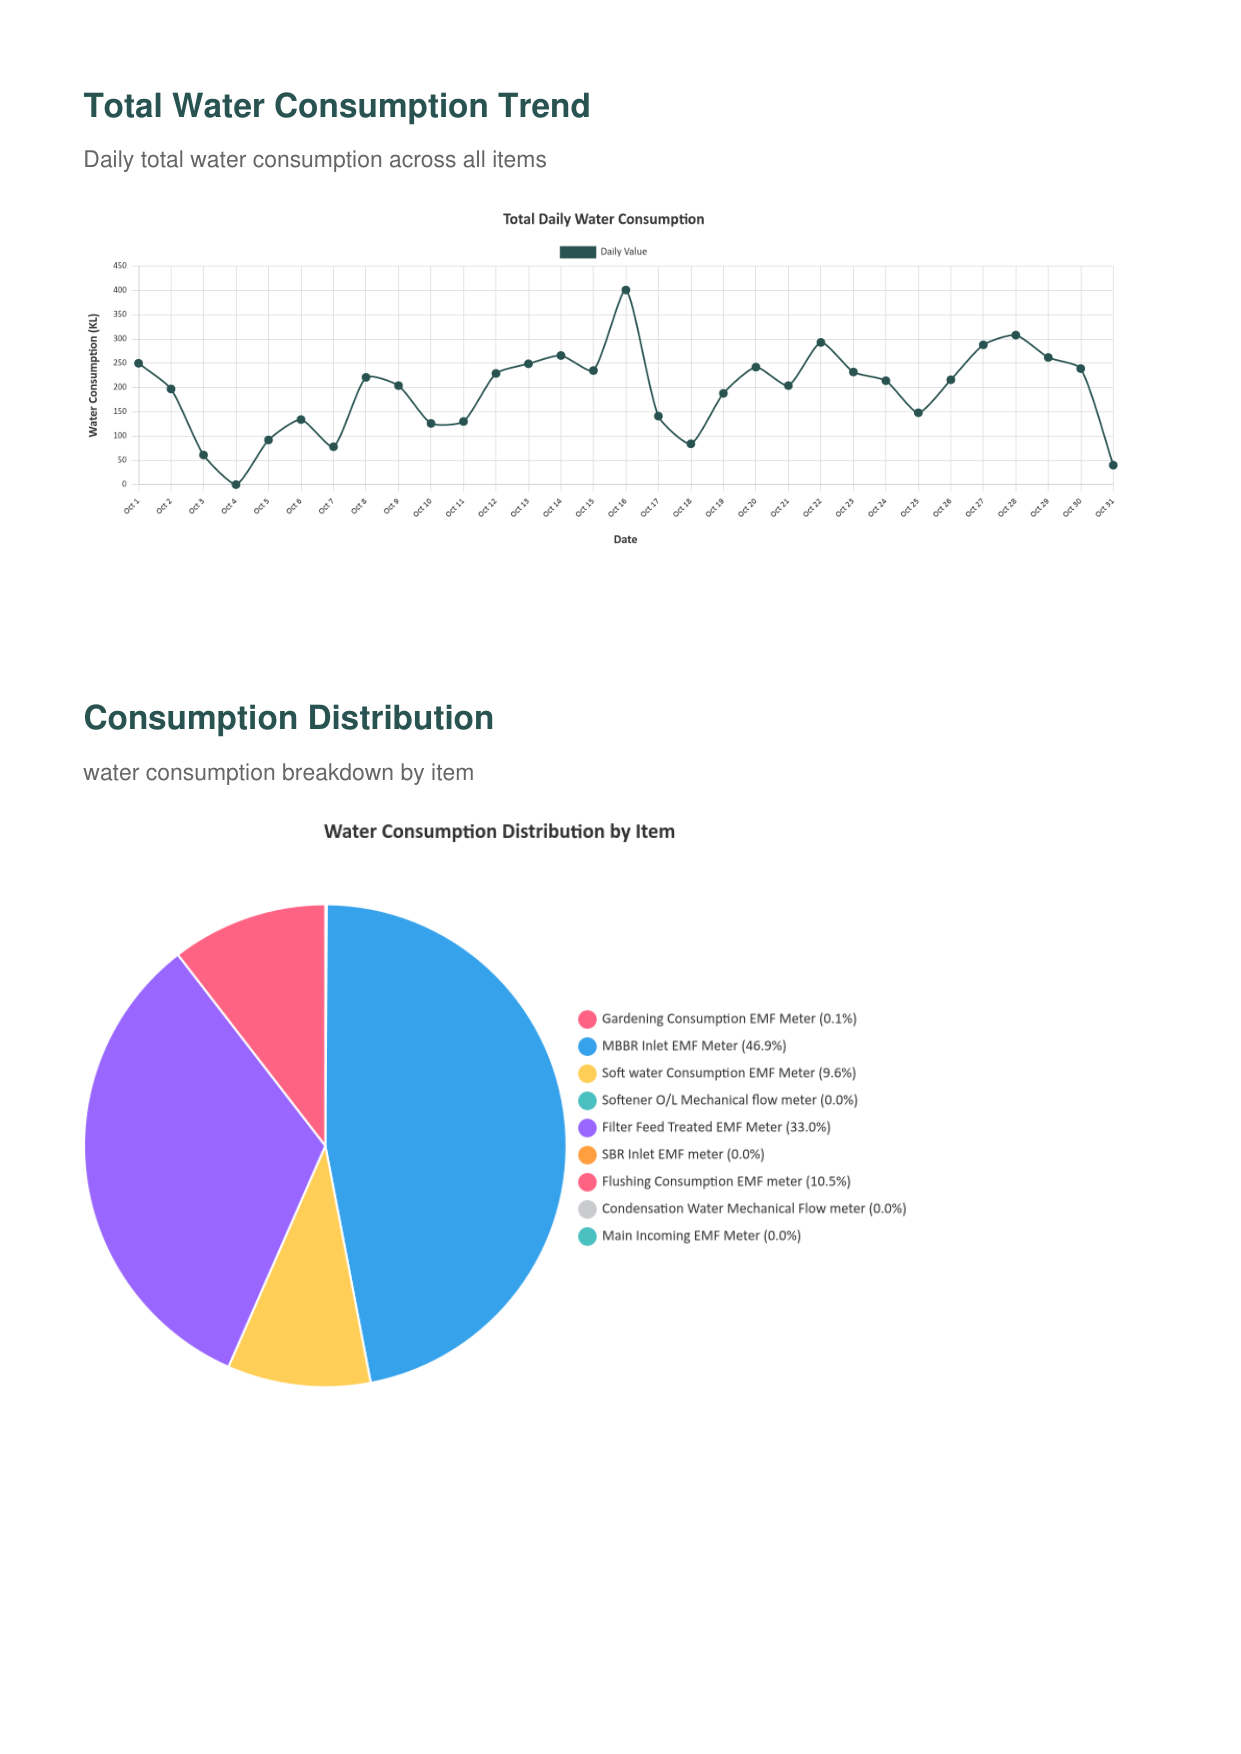 Total Water Consumption Trend
Daily total water consumption across all items
Total Daily Water Consumption
Daily Value
Water Consumption (KL)
450
400
350
300
250
200
150
100
50
0
Oct 1
Oct 2
Oct 3
Oct 4
Oct 5
Oct 6
Oct 7
Oct 8
Oct 9
Oct 10
Oct 11
Oct 12
Oct 13
Oct 14
Oct 15
Oct 16
Oct 17
Oct 18
Oct 19
Oct 20
Oct 21
Oct 22
Oct 23
Oct 24
Oct 25
Oct 26
Oct 27
Oct 28
Oct 29
Oct 30
Oct 31
Date
Consumption Distribution
water consumption breakdown by item
Water Consumption Distribution by Item
Gardening Consumption EMF Meter (0.1%)
MBBR Inlet EMF Meter (46.9%)
Soft water Consumption EMF Meter (9.6%)
Softener O/L Mechanical flow meter (0.0%)
Filter Feed Treated EMF Meter (33.0%)
SBR Inlet EMF meter (0.0%)
Flushing Consumption EMF meter (10.5%)
Condensation Water Mechanical Flow meter (0.0%)
Main Incoming EMF Meter (0.0%)